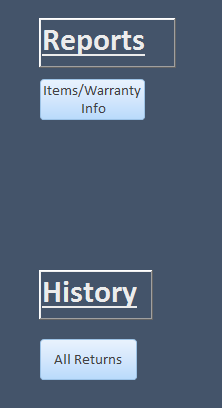 Reports
Items/Warranty
Info
History
All Returns